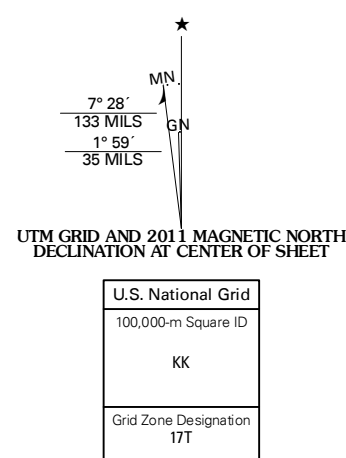 ★
MN
7° 28´
133 MILS
GN
1° 59´
35 MILS
UTM GRID AND 2011 MAGNETIC NORTH
DECLINATION AT CENTER OF SHEET
U.S. National Grid
100,000-m Square ID
KK
Grid Zone Designation
17T